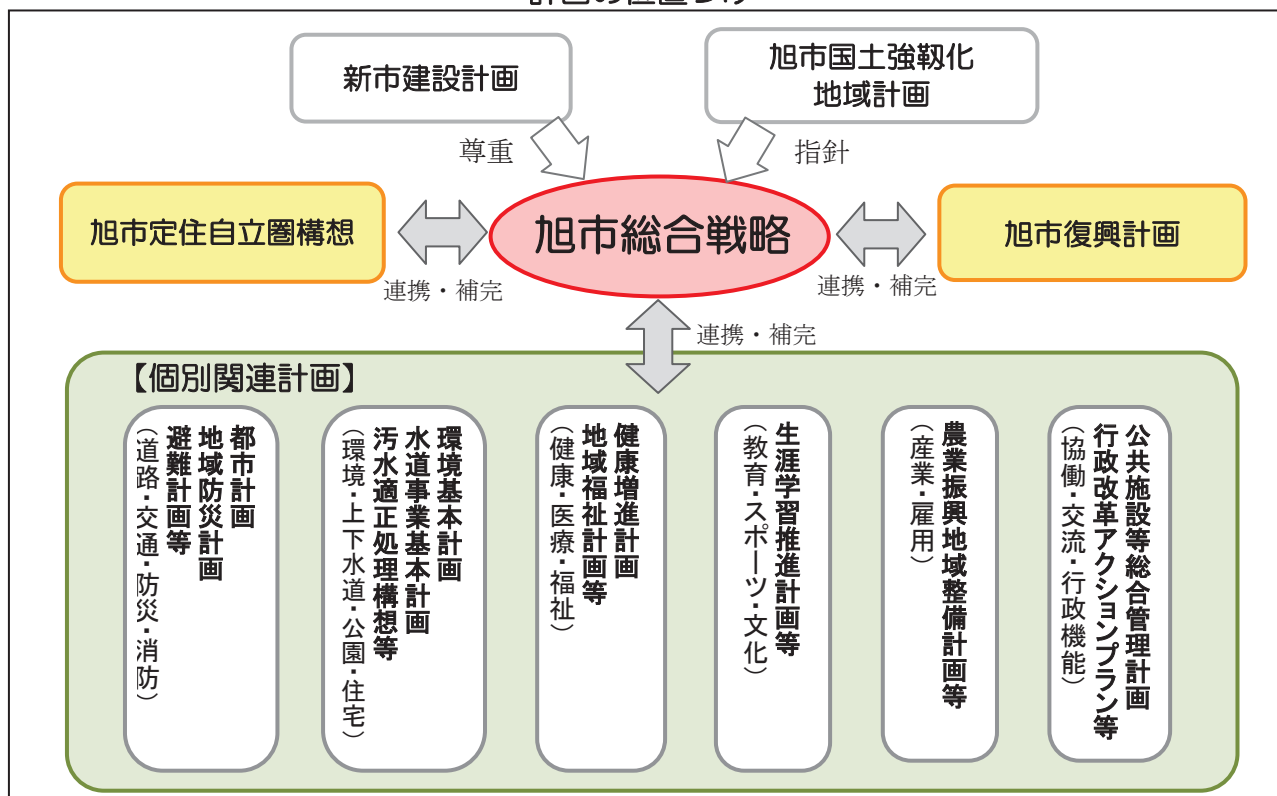 計画の位置づけ
新市建設計画
旭市国土強靱化
地域計画
尊重
指針
旭市定住自立圏構想
旭市総合戦略
旭市復興計画
連携・補完
連携・補完
連携・補完
【個別関連計画】
都市計画
地域防災計画
避難計画等
（道路・交通・防災・消防）
環境基本計画
水道事業基本計画
汚水適正処理構想等
（環境・上下水道・公園・住宅）
健康増進計画
地域福祉計画等
（健康・医療・福祉）
生涯学習推進計画等
（教育・スポーツ・文化）
農業振興地域整備計画等
（産業・雇用）
公共施設等総合管理計画
行政改革アクションプラン等
（協働・交流・行政機能）